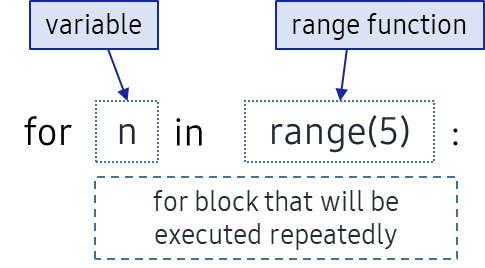 variable
range function
for n in range(5) :
for block that will be
executed repeatedly